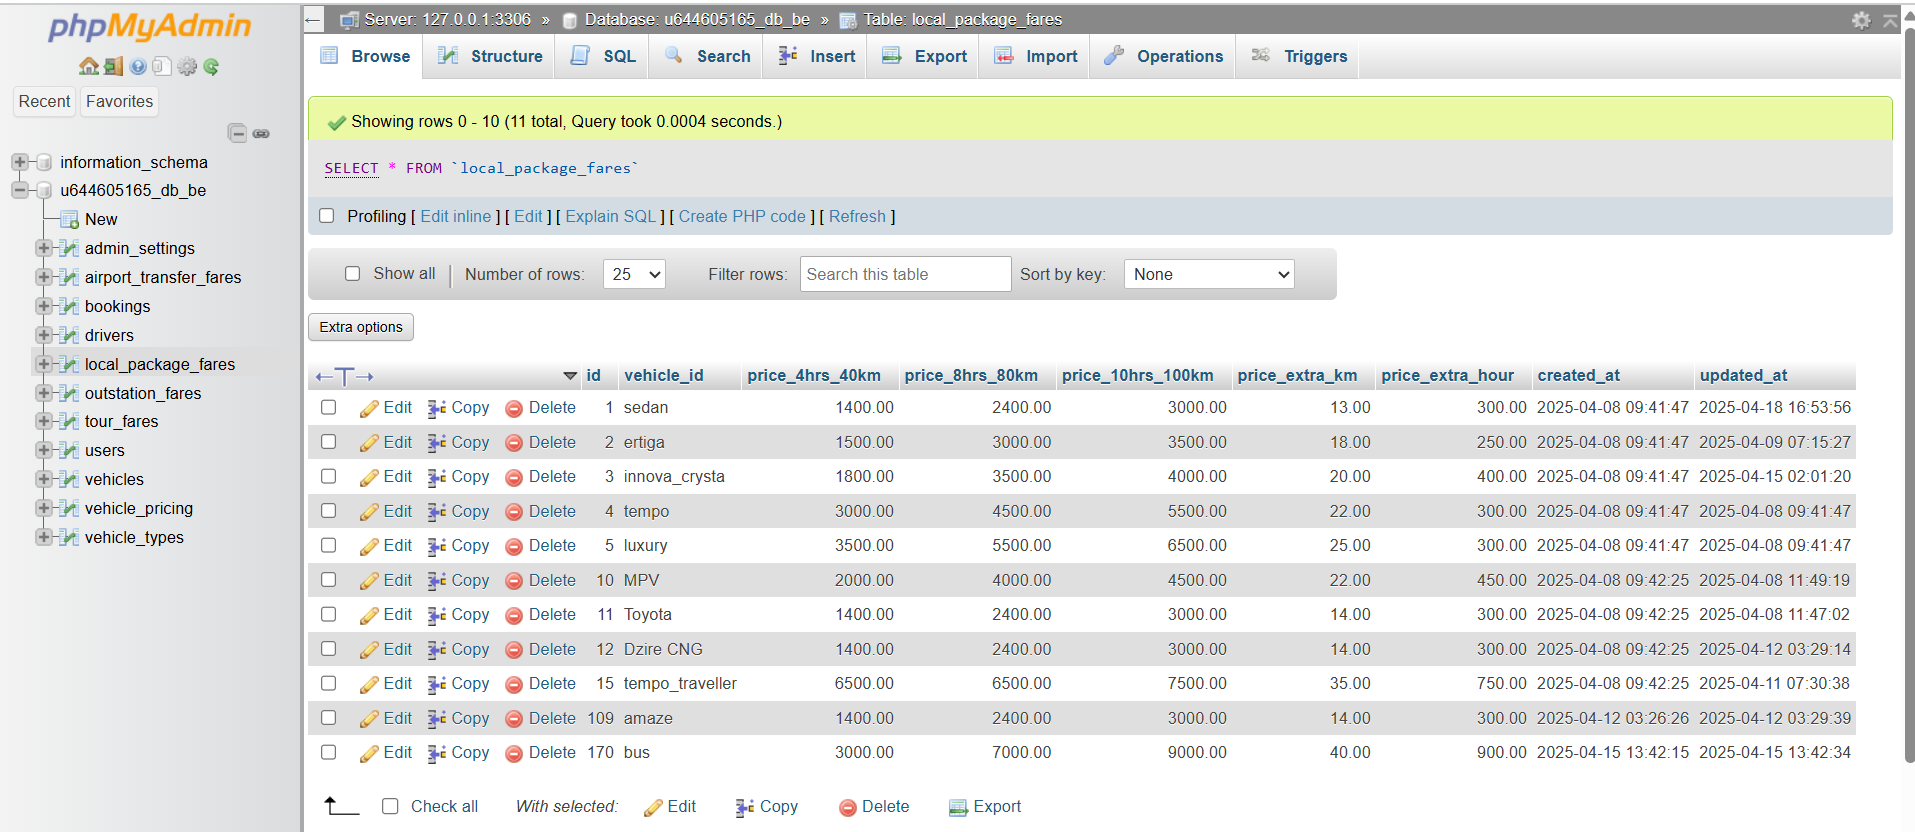 phpMyAdmin
Recent Favorites
information_schema
u644605165_db_be
New
admin_settings
airport_transfer_fares
bookings
drivers
local_package_fares
outstation_fares
tour_fares
users
vehicles
vehicle_pricing
vehicle_types
Server: 127.0.0.1:3306 » Database: u644605165_db_be » Table: local_package_fares
Browse Structure SQL Search Insert Export Import Operations Triggers
Showing rows 0 - 10 (11 total, Query took 0.0004 seconds.)
SELECT * FROM `local_package_fares`
Profiling [ Edit inline ] [ Edit ] [ Explain SQL ] [ Create PHP code ] [ Refresh ]
Show all Number of rows: 25 Filter rows: Search this table Sort by key: None
Extra options
id vehicle_id price_4hrs_40km price_8hrs_80km price_10hrs_100km price_extra_km price_extra_hour created_at updated_at
Edit Copy Delete 1 sedan 1400.00 2400.00 3000.00 13.00 300.00 2025-04-08 09:41:47 2025-04-18 16:53:56
Edit Copy Delete 2 ertiga 1500.00 3000.00 3500.00 18.00 250.00 2025-04-08 09:41:47 2025-04-09 07:15:27
Edit Copy Delete 3 innova_crysta 1800.00 3500.00 4000.00 20.00 400.00 2025-04-08 09:41:47 2025-04-15 02:01:20
Edit Copy Delete 4 tempo 3000.00 4500.00 5500.00 22.00 300.00 2025-04-08 09:41:47 2025-04-08 09:41:47
Edit Copy Delete 5 luxury 3500.00 5500.00 6500.00 25.00 300.00 2025-04-08 09:41:47 2025-04-08 09:41:47
Edit Copy Delete 10 MPV 2000.00 4000.00 4500.00 22.00 450.00 2025-04-08 09:42:25 2025-04-08 11:49:19
Edit Copy Delete 11 Toyota 1400.00 2400.00 3000.00 14.00 300.00 2025-04-08 09:42:25 2025-04-08 11:47:02
Edit Copy Delete 12 Dzire CNG 1400.00 2400.00 3000.00 14.00 300.00 2025-04-08 09:42:25 2025-04-12 03:29:14
Edit Copy Delete 15 tempo_traveller 6500.00 6500.00 7500.00 35.00 750.00 2025-04-08 09:42:25 2025-04-11 07:30:38
Edit Copy Delete 109 amaze 1400.00 2400.00 3000.00 14.00 300.00 2025-04-12 03:26:26 2025-04-12 03:29:39
Edit Copy Delete 170 bus 3000.00 7000.00 9000.00 40.00 900.00 2025-04-15 13:42:15 2025-04-15 13:42:34
Check all With selected: Edit Copy Delete Export